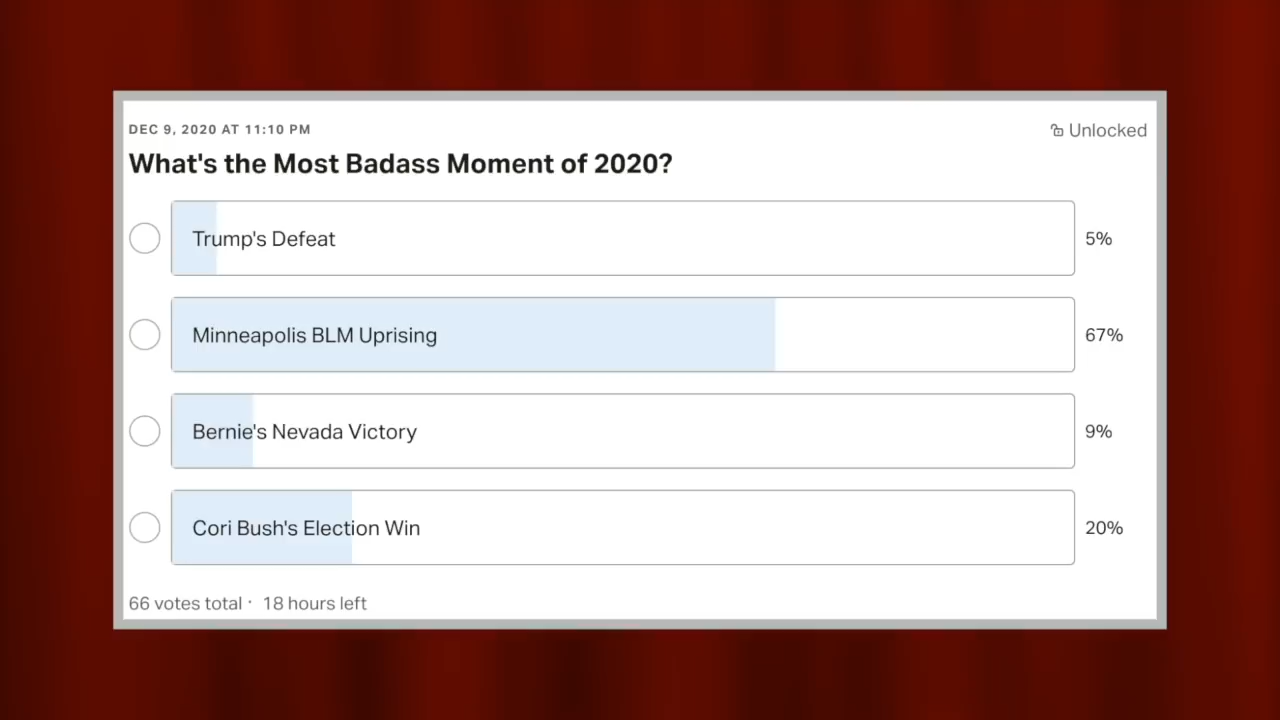 DEC 9, 2020 AT 11:10 PM
Unlocked
What's the Most Badass Moment of 2020?
Trump's Defeat
5%
Minneapolis BLM Uprising
67%
Bernie's Nevada Victory
9%
Cori Bush's Election Win
20%
66 votes total · 18 hours left